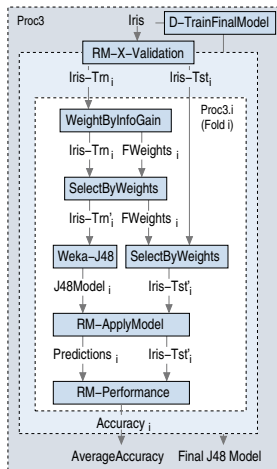 Proc3
Iris
D-TrainFinalModel
RM-X-Validation
Iris-Trn i
Iris-Tst i
Proc3.i
(Fold i)
WeightByInfoGain
Iris-Trn i
FWeights i
SelectByWeights
Iris-Trn' i
FWeights i
Weka-J48
SelectByWeights
J48Model i
Iris-Tst' i
RM-ApplyModel
Predictions i
Iris-Tst' i
RM-Performance
Accuracy i
AverageAccuracy
Final J48 Model